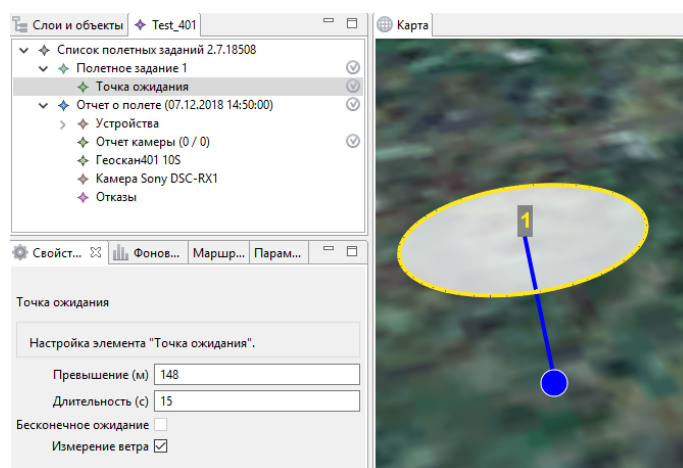 Слои и объекты Test_401
Список полетных заданий 2.7.18508
Полетное задание 1
Точка ожидания
Отчет о полете (07.12.2018 14:50:00)
Устройства
Отчет камеры (0 / 0)
Геоскан401 10S
Камера Sony DSC-RX1
Отказы
Свойст... Фонов... Маршр... Парам...
Точка ожидания
Настройка элемента "Точка ожидания".
Превышение (м) 148
Длительность (с) 15
Бесконечное ожидание
Измерение ветра
Карта
1